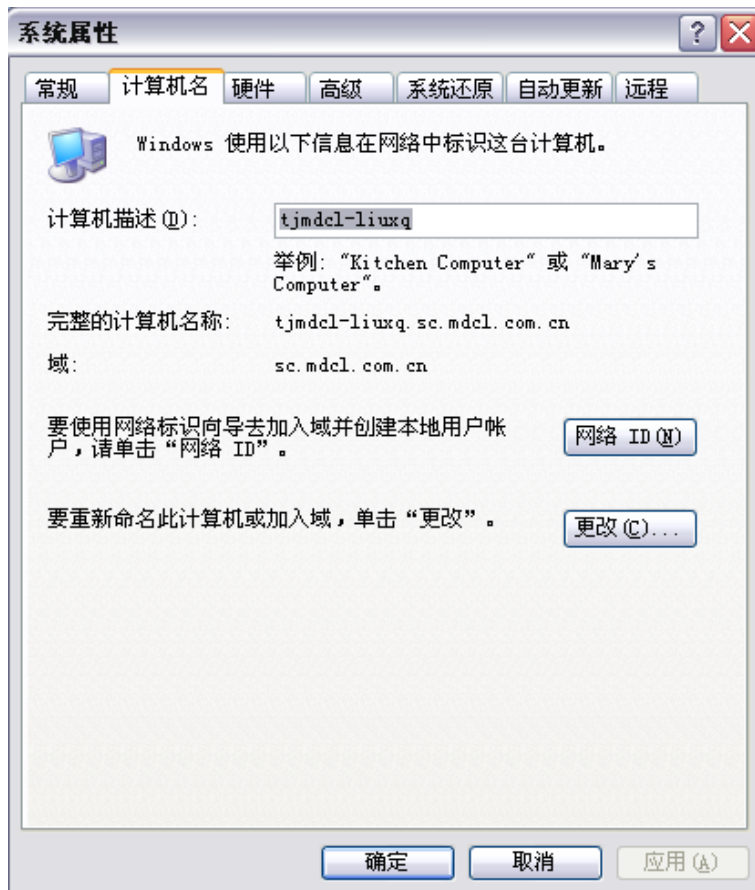 系统属性
常规 计算机名 硬件 高级 系统还原 自动更新 远程
Windows 使用以下信息在网络中标识这台计算机。
计算机描述(D): tjmdcl-liuxq
举例: "Kitchen Computer" 或 "Mary's
Computer"。
完整的计算机名称: tjmdcl-liuxq.sc.mdcl.com.cn
域: sc.mdcl.com.cn
要使用网络标识向导去加入域并创建本地用户帐
户，请单击“网络 ID”。
网络 ID(N)
要重新命名此计算机或加入域，单击“更改”。
更改(C)...
确定 取消 应用(A)